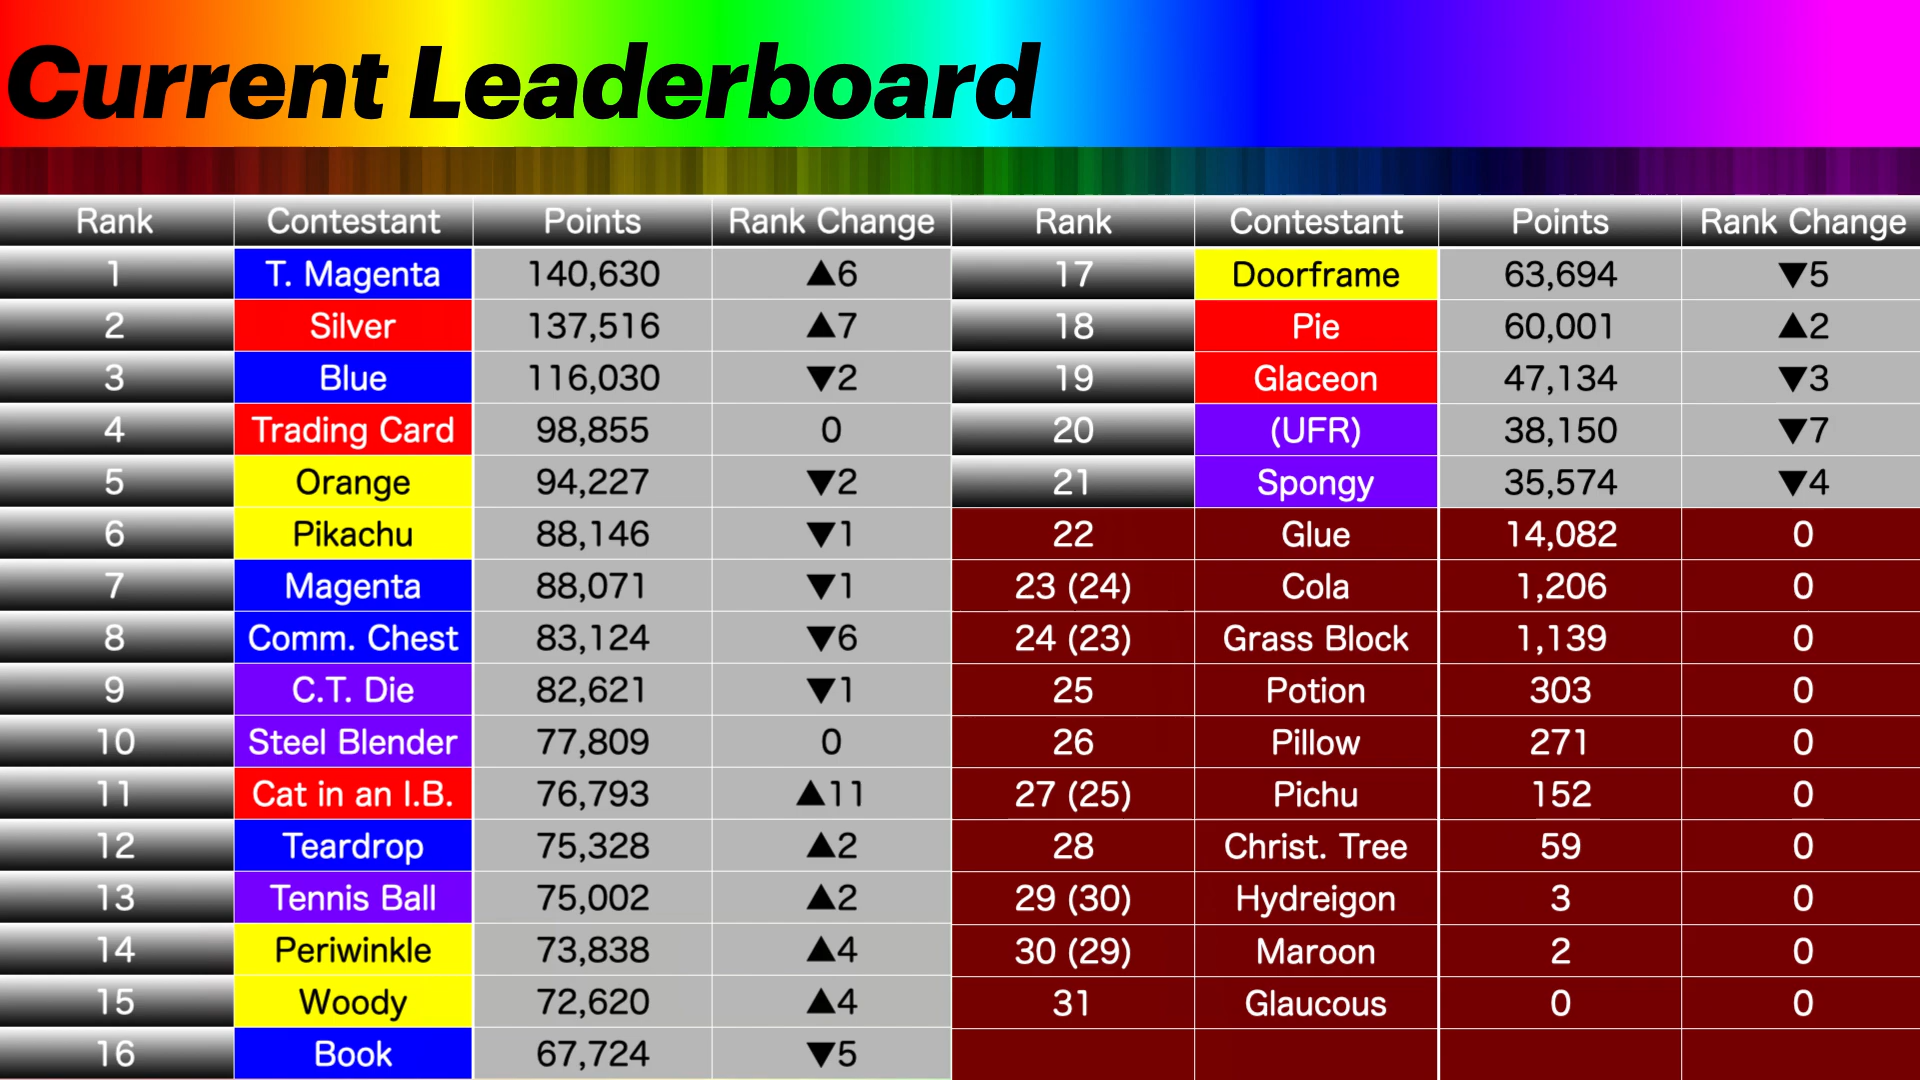 Current Leaderboard
Rank Contestant Points Rank Change Rank Contestant Points Rank Change
1 T. Magenta 140,630 ▲6 17 Doorframe 63,694 ▼5
2 Silver 137,516 ▲7 18 Pie 60,001 ▲2
3 Blue 116,030 ▼2 19 Glaceon 47,134 ▼3
4 Trading Card 98,855 0 20 (UFR) 38,150 ▼7
5 Orange 94,227 ▼2 21 Spongy 35,574 ▼4
6 Pikachu 88,146 ▼1 22 Glue 14,082 0
7 Magenta 88,071 ▼1 23 (24) Cola 1,206 0
8 Comm. Chest 83,124 ▼6 24 (23) Grass Block 1,139 0
9 C.T. Die 82,621 ▼1 25 Potion 303 0
10 Steel Blender 77,809 0 26 Pillow 271 0
11 Cat in an I.B. 76,793 ▲11 27 (25) Pichu 152 0
12 Teardrop 75,328 ▲2 28 Christ. Tree 59 0
13 Tennis Ball 75,002 ▲2 29 (30) Hydreigon 3 0
14 Periwinkle 73,838 ▲4 30 (29) Maroon 2 0
15 Woody 72,620 ▲4 31 Glaucous 0 0
16 Book 67,724 ▼5